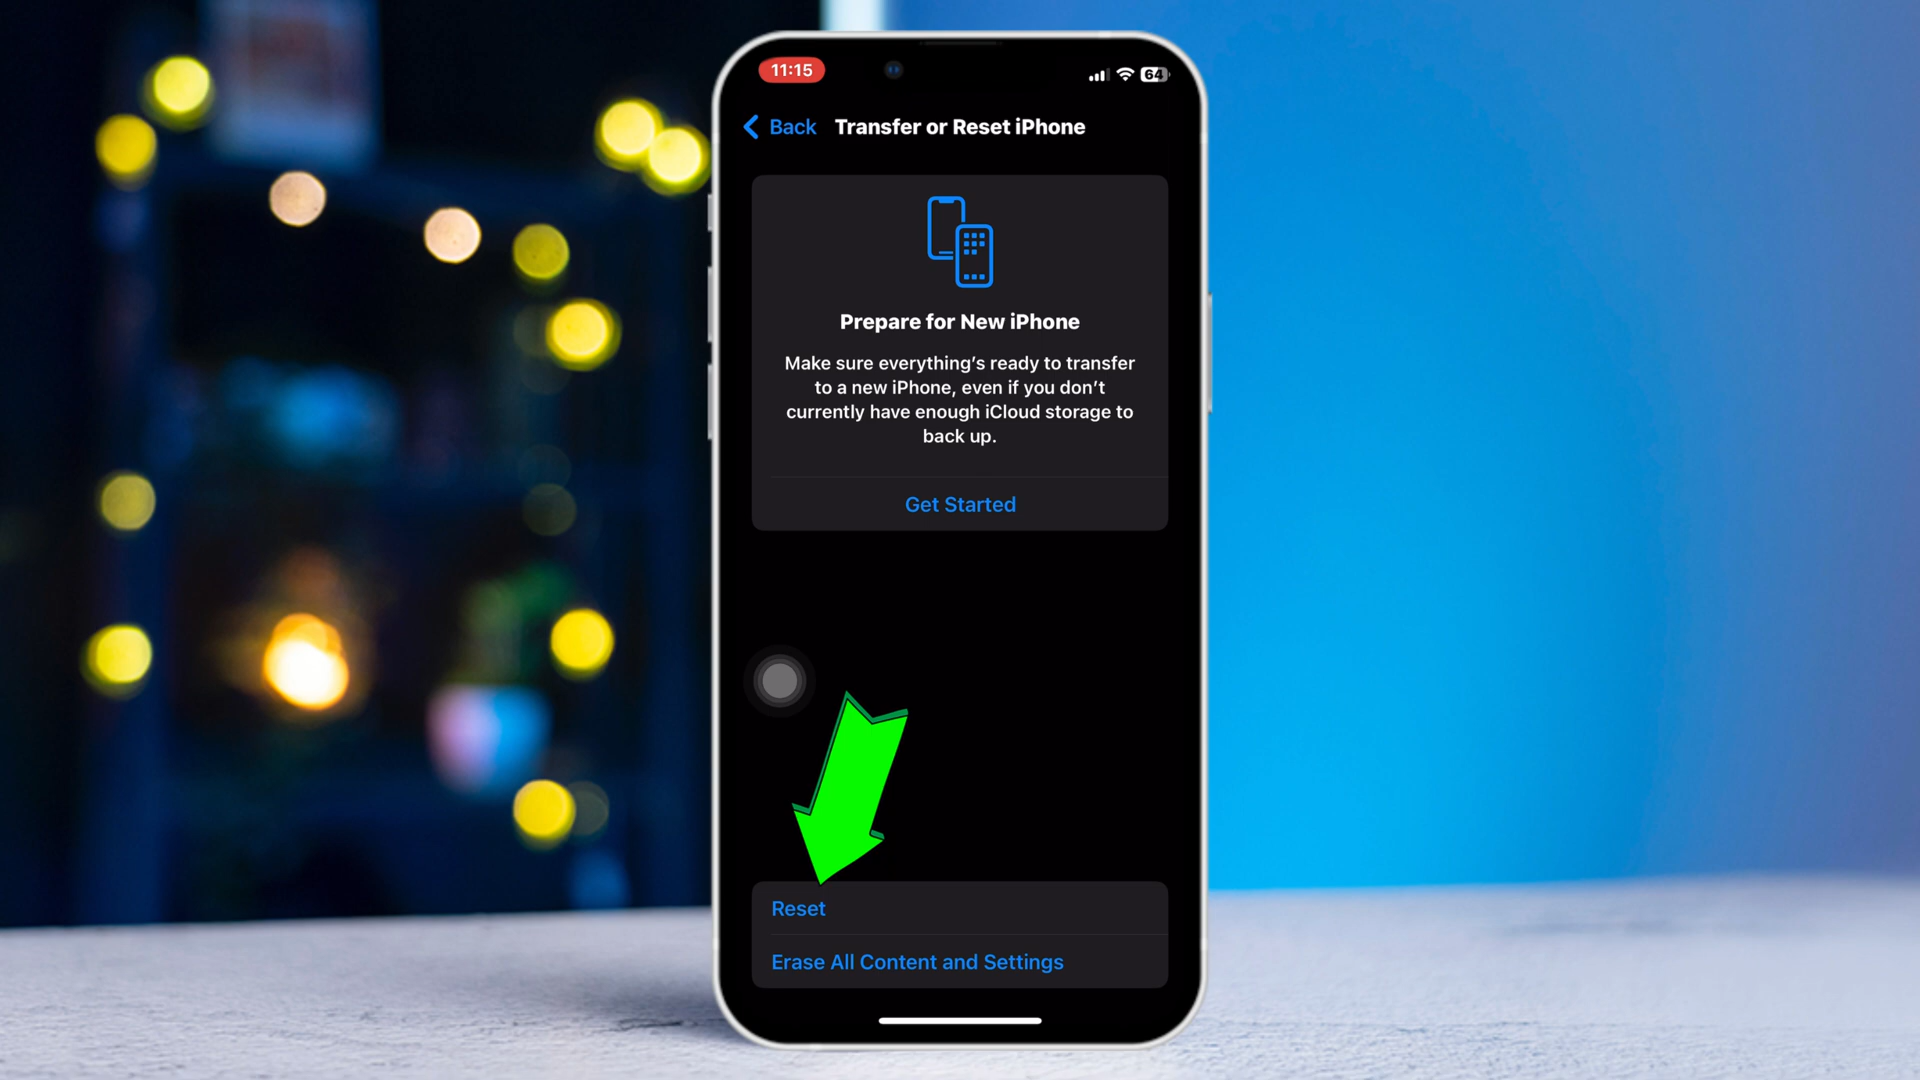 11:15
64
Back
Transfer or Reset iPhone
Prepare for New iPhone
Make sure everything’s ready to transfer
to a new iPhone, even if you don’t
currently have enough iCloud storage to
back up.
Get Started
Reset
Erase All Content and Settings